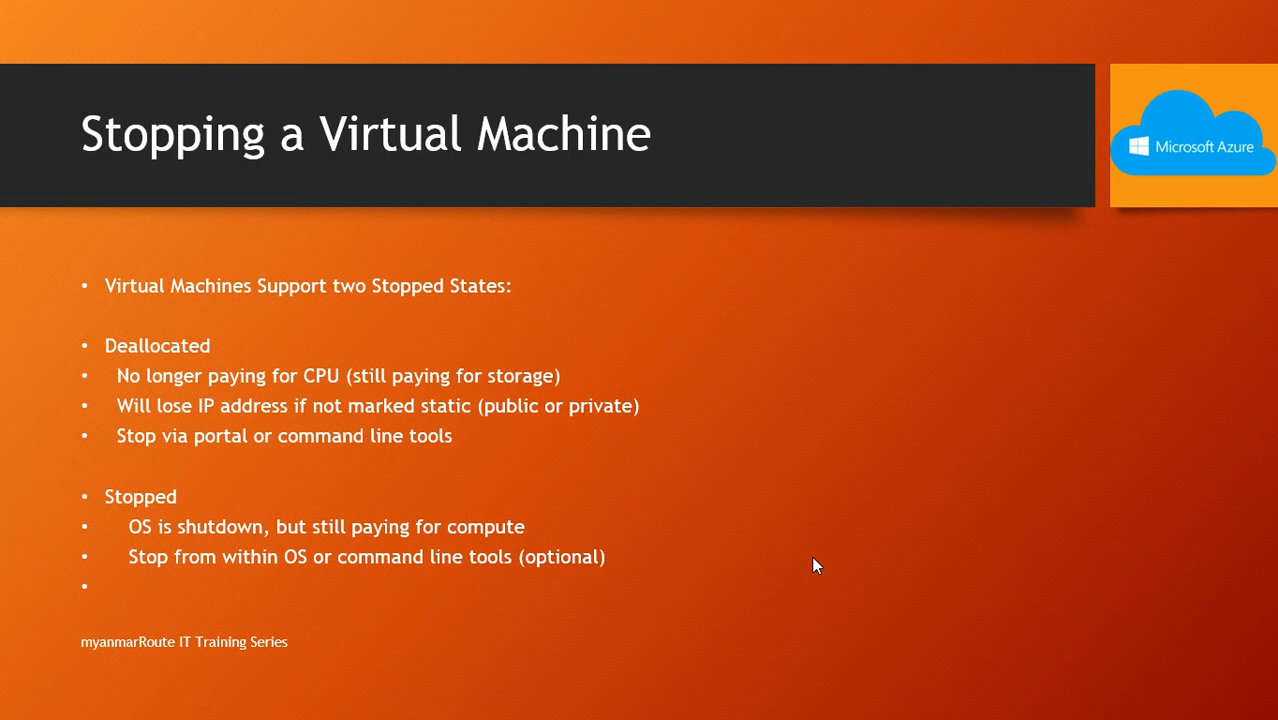 Stopping a Virtual Machine
Microsoft Azure
• Virtual Machines Support two Stopped States:
• Deallocated
• No longer paying for CPU (still paying for storage)
• Will lose IP address if not marked static (public or private)
• Stop via portal or command line tools
• Stopped
• OS is shutdown, but still paying for compute
• Stop from within OS or command line tools (optional)
•
myanmarRoute IT Training Series